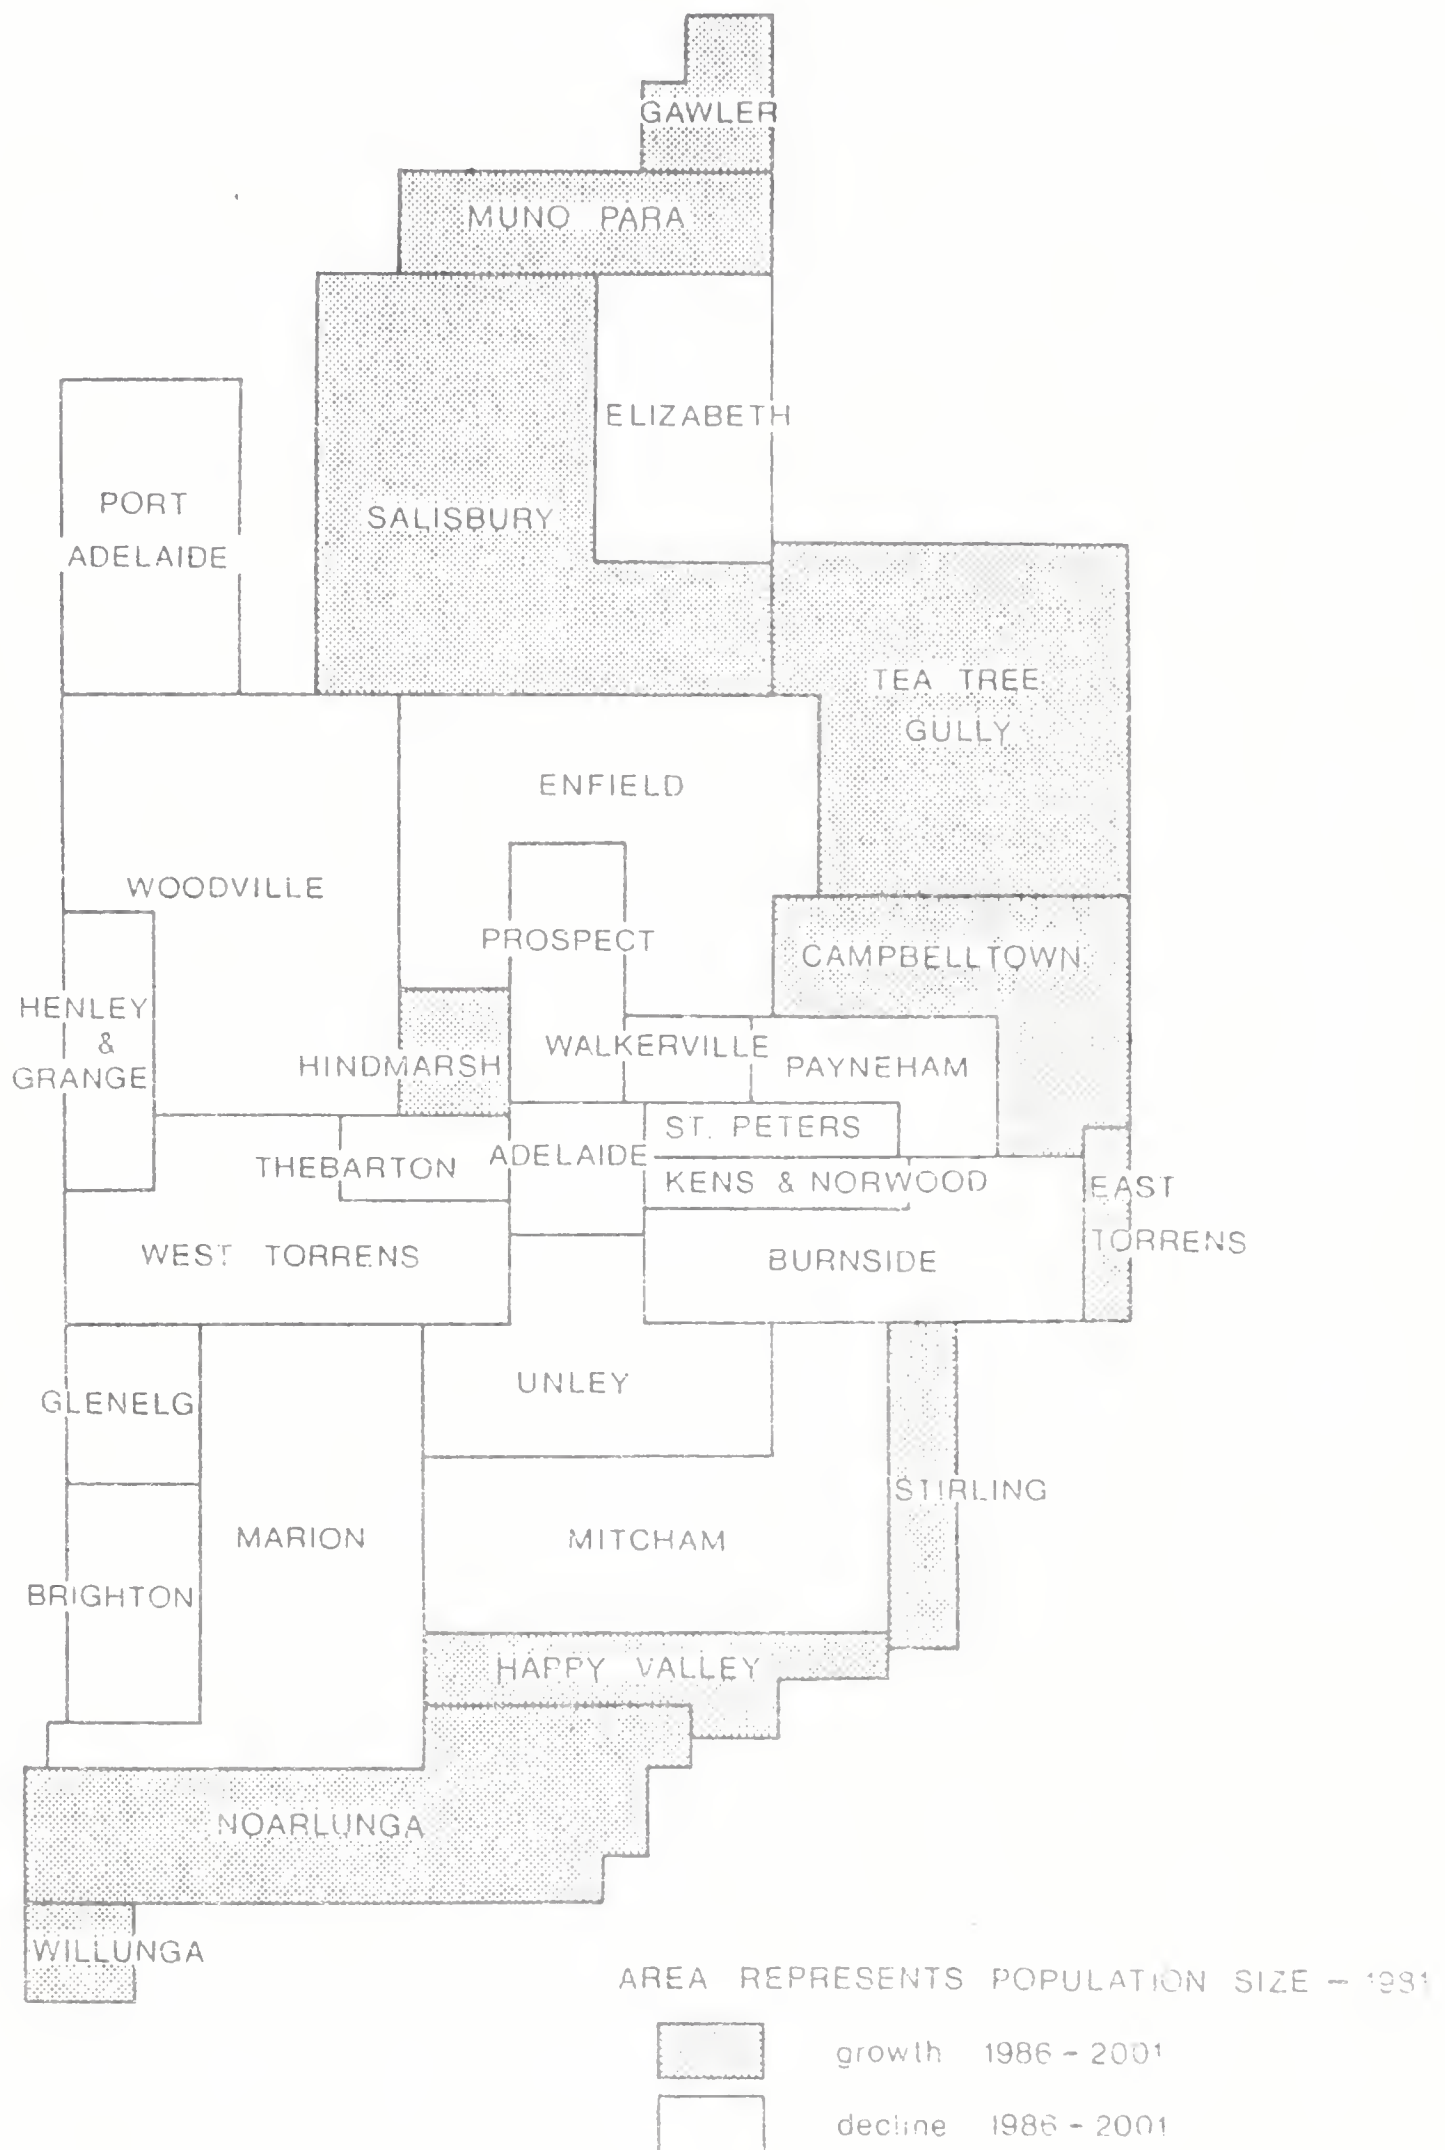 GAWLER
MUNO PARA
ELIZABETH
PORT
ADELAIDE
SALISBURY
TEA TREE
GULLY
ENFIELD
WOODVILLE
PROSPECT
CAMPBELLTOWN
HENLEY
&
GRANGE
HINDMARSH
WALKERVILLE
PAYNEHAM
ST. PETERS
THEBARTON
ADELAIDE
KENS & NORWOOD
EAST
TORRENS
WEST TORRENS
BURNSIDE
GLENELG
UNLEY
STIRLING
MARION
MITCHAM
BRIGHTON
HAPPY VALLEY
NOARLUNGA
WILLUNGA
AREA REPRESENTS POPULATION SIZE – 1981
growth 1986 – 2001
decline 1986 – 2001